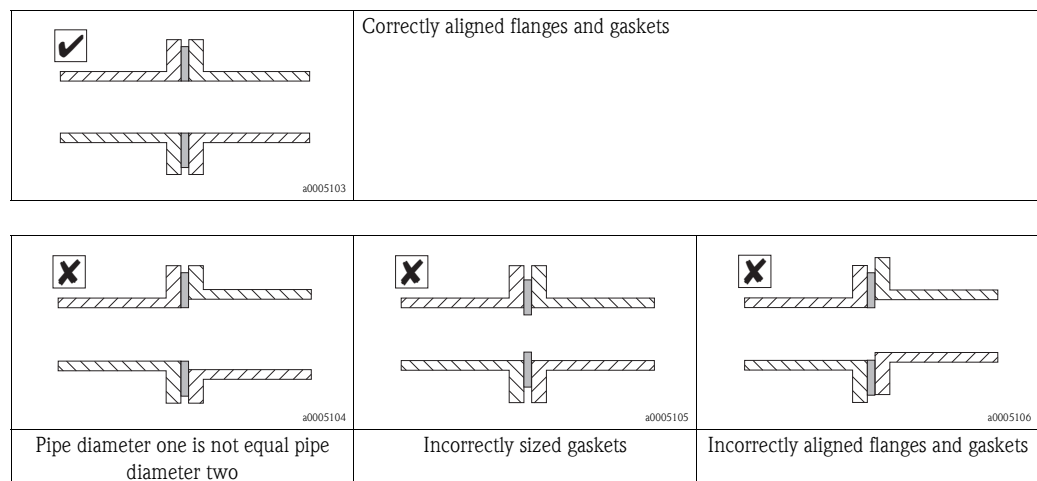 Correctly aligned flanges and gaskets
a0005103
a0005104
a0005105
a0005106
Pipe diameter one is not equal pipe
diameter two
Incorrectly sized gaskets
Incorrectly aligned flanges and gaskets